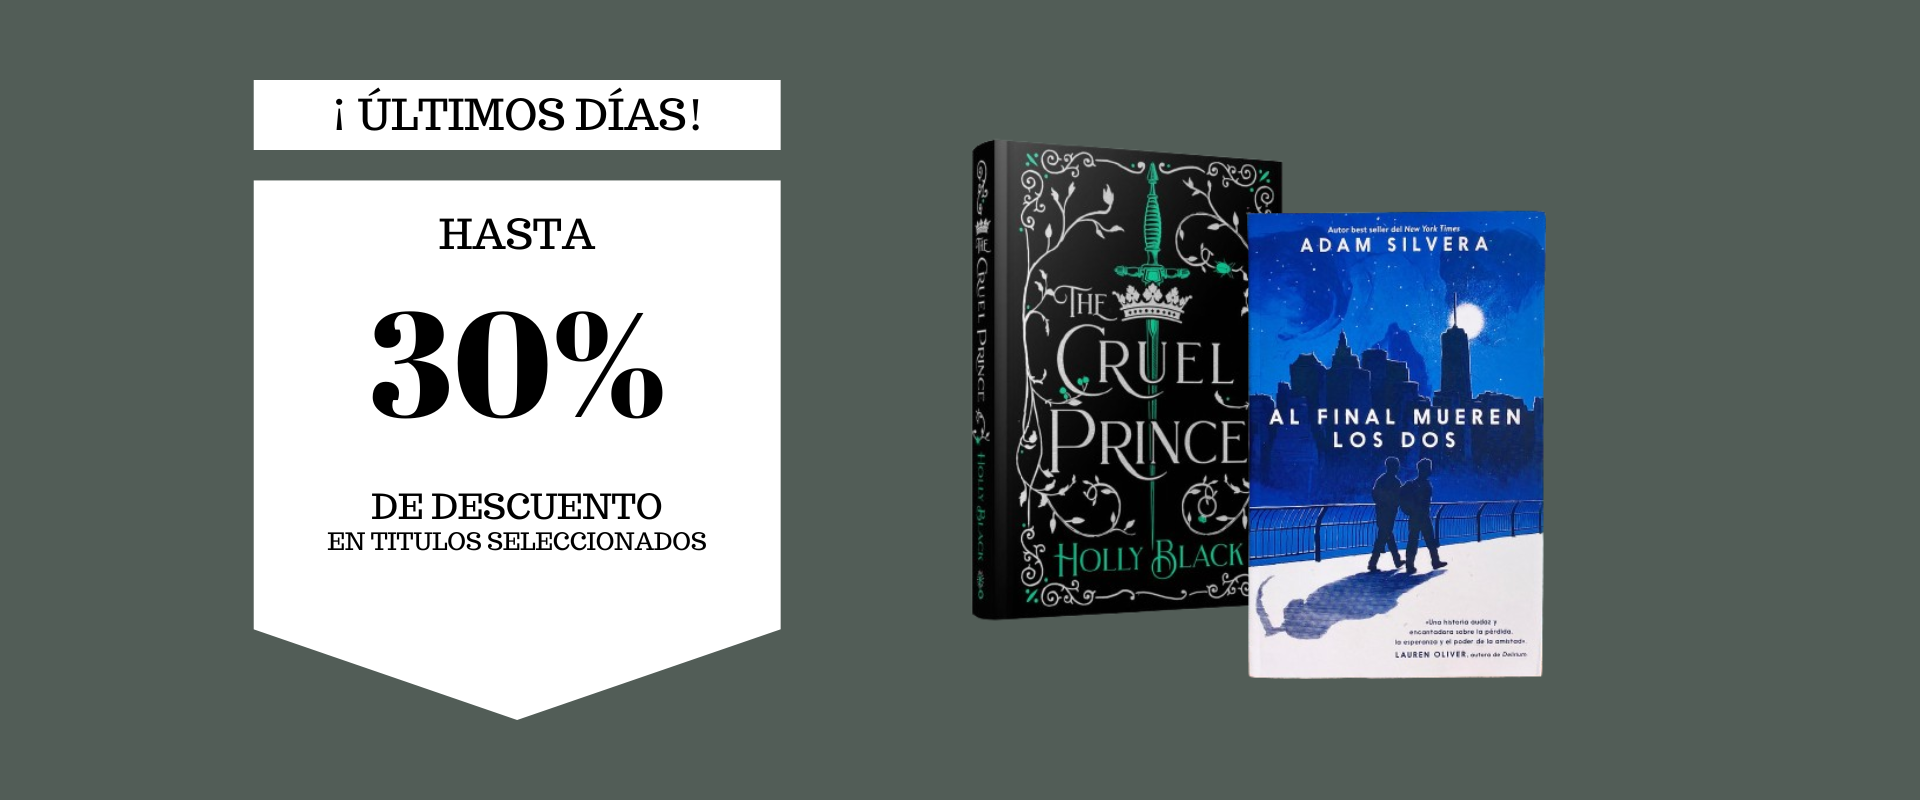 ¡ ÚLTIMOS DÍAS!
HASTA
30%
DE DESCUENTO
EN TITULOS SELECCIONADOS
THE CRUEL PRINCE
HOLLY BLACK
THE
CRUEL
PRINCE
HOLLY BLACK
Autor best seller del New York Times
ADAM SILVERA
AL FINAL MUEREN
LOS DOS
«Una historia audaz y
encantadora sobre la pérdida,
la esperanza y el poder de la amistad».
LAUREN OLIVER, autora de Delirium